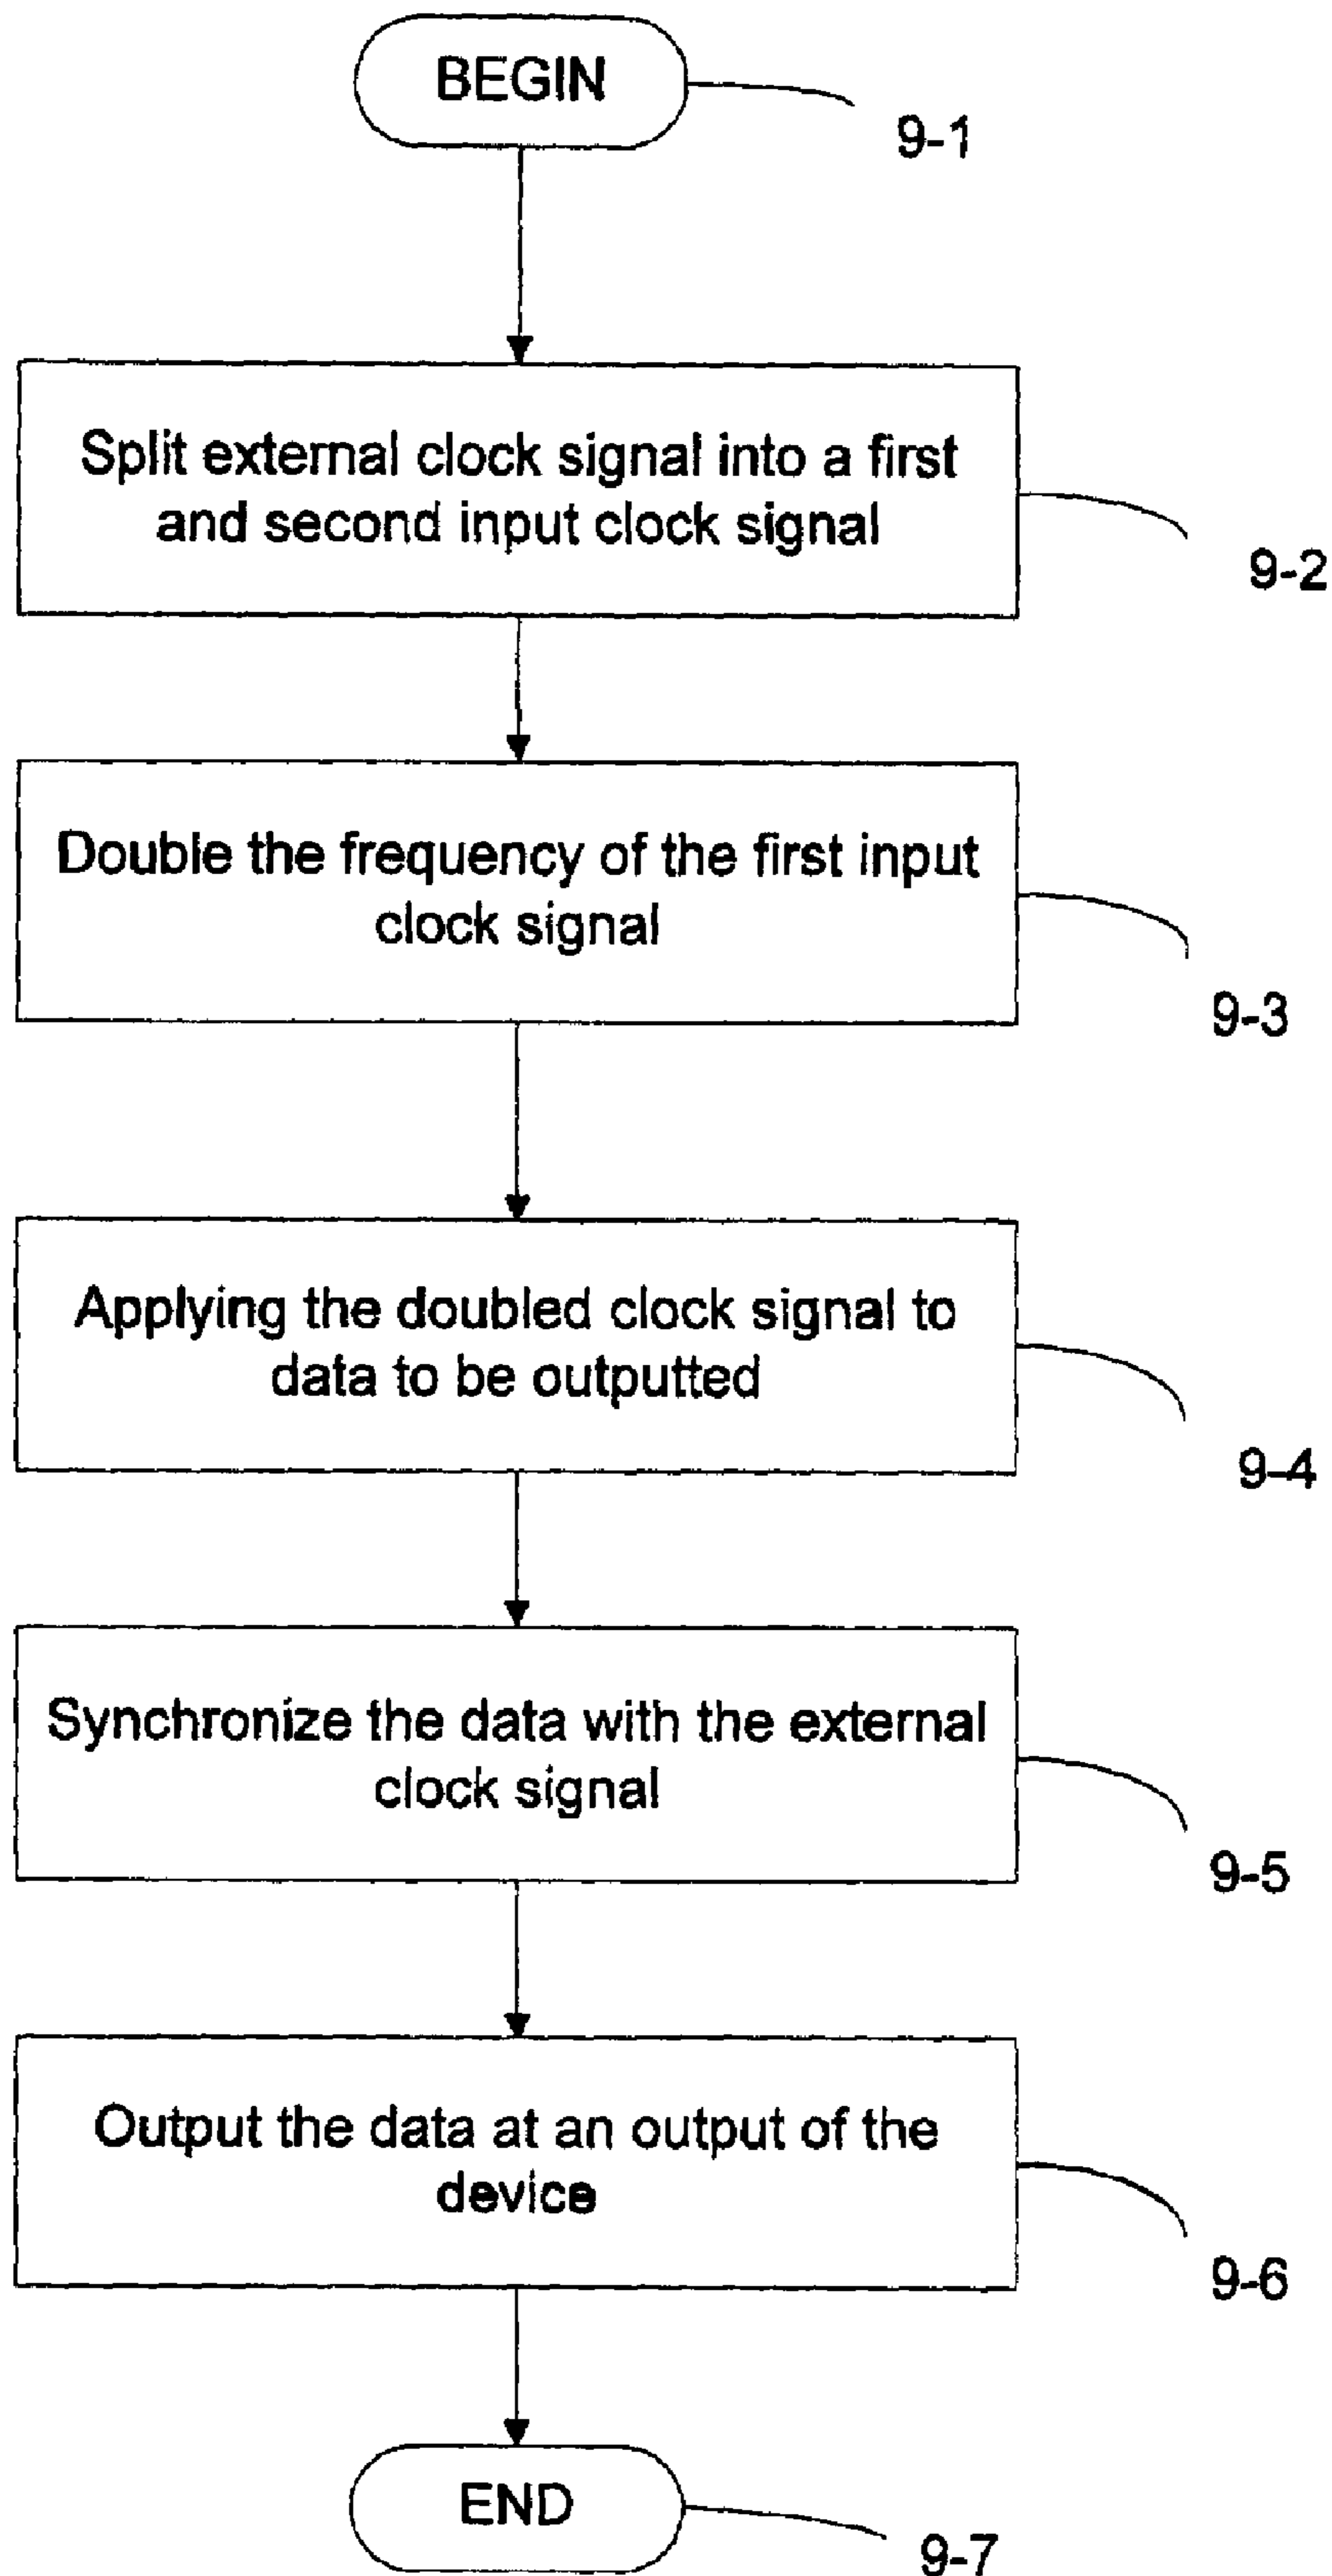 BEGIN
9-1
Split external clock signal into a first
and second input clock signal
9-2
Double the frequency of the first input
clock signal
9-3
Applying the doubled clock signal to
data to be outputted
9-4
Synchronize the data with the external
clock signal
9-5
Output the data at an output of the
device
9-6
END
9-7